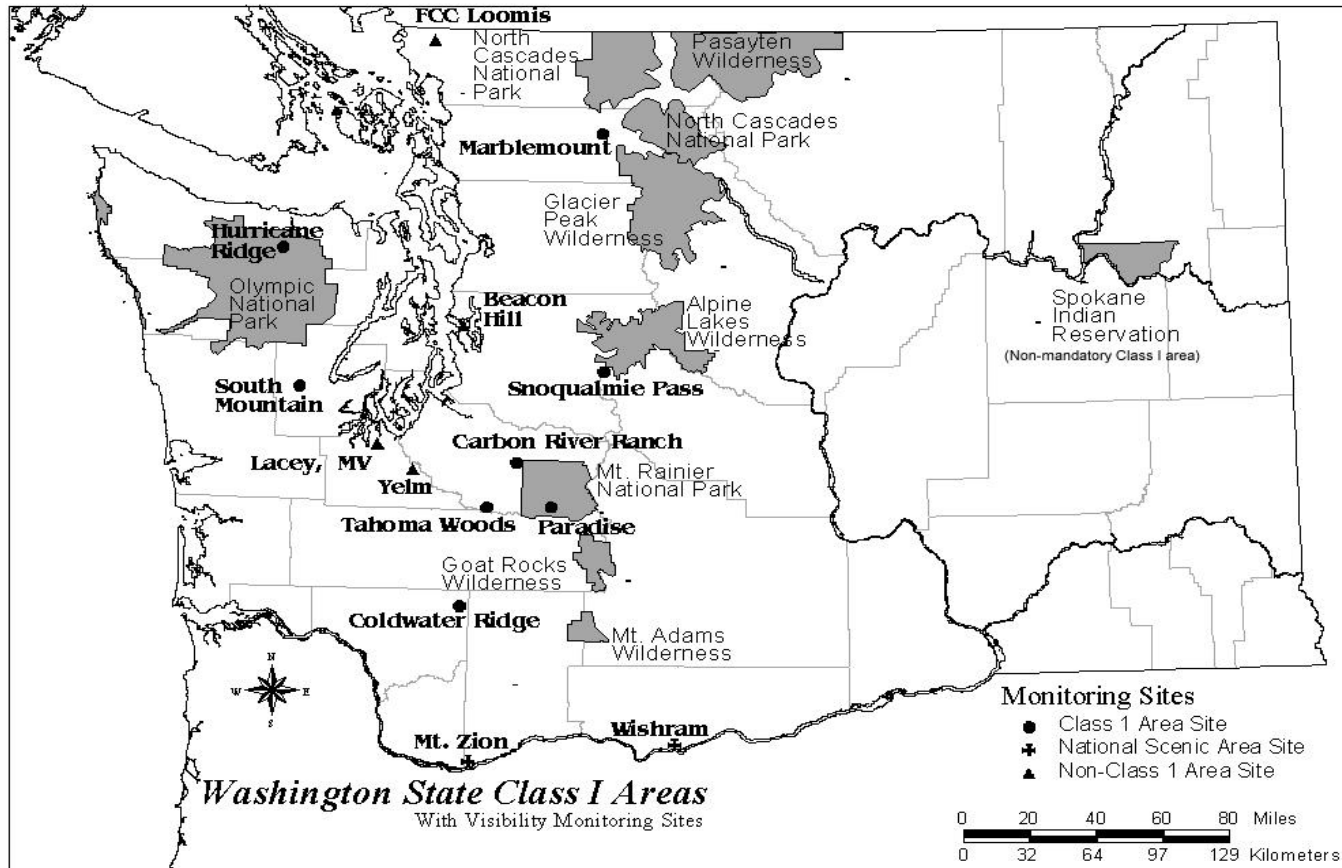 FCC Loomis
North
Cascades
National
Park
Pasayten
Wilderness
North Cascades
National Park
Marblemount
Glacier
Peak
Wilderness
Hurricane
Ridge
Olympic
National
Park
Beacon
Hill
Alpine
Lakes
Wilderness
Spokane
Indian
Reservation
(Non-mandatory Class I area)
South
Mountain
Snoqualmie Pass
Carbon River Ranch
Lacey, MV
Mt. Rainier
National Park
Yelm
Tahoma Woods
Paradise
Goat Rocks
Wilderness
Coldwater Ridge
Mt. Adams
Wilderness
N
W E
S
Mt. Zion
Wishram
Monitoring Sites
Class 1 Area Site
National Scenic Area Site
Non-Class 1 Area Site
Washington State Class I Areas
With Visibility Monitoring Sites
0 20 40 60 80 Miles
0 32 64 97 129 Kilometers